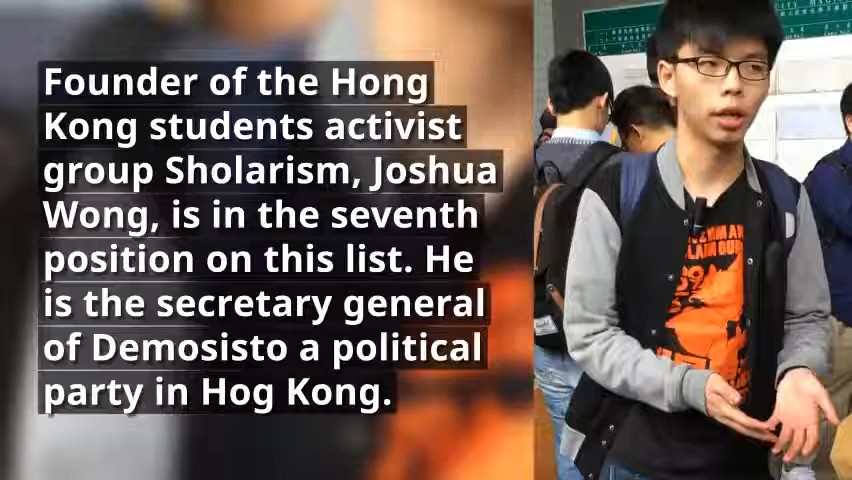 Founder of the Hong
Kong students activist
group Sholarism, Joshua
Wong, is in the seventh
position on this list. He
is the secretary general
of Demosisto a political
party in Hog Kong.